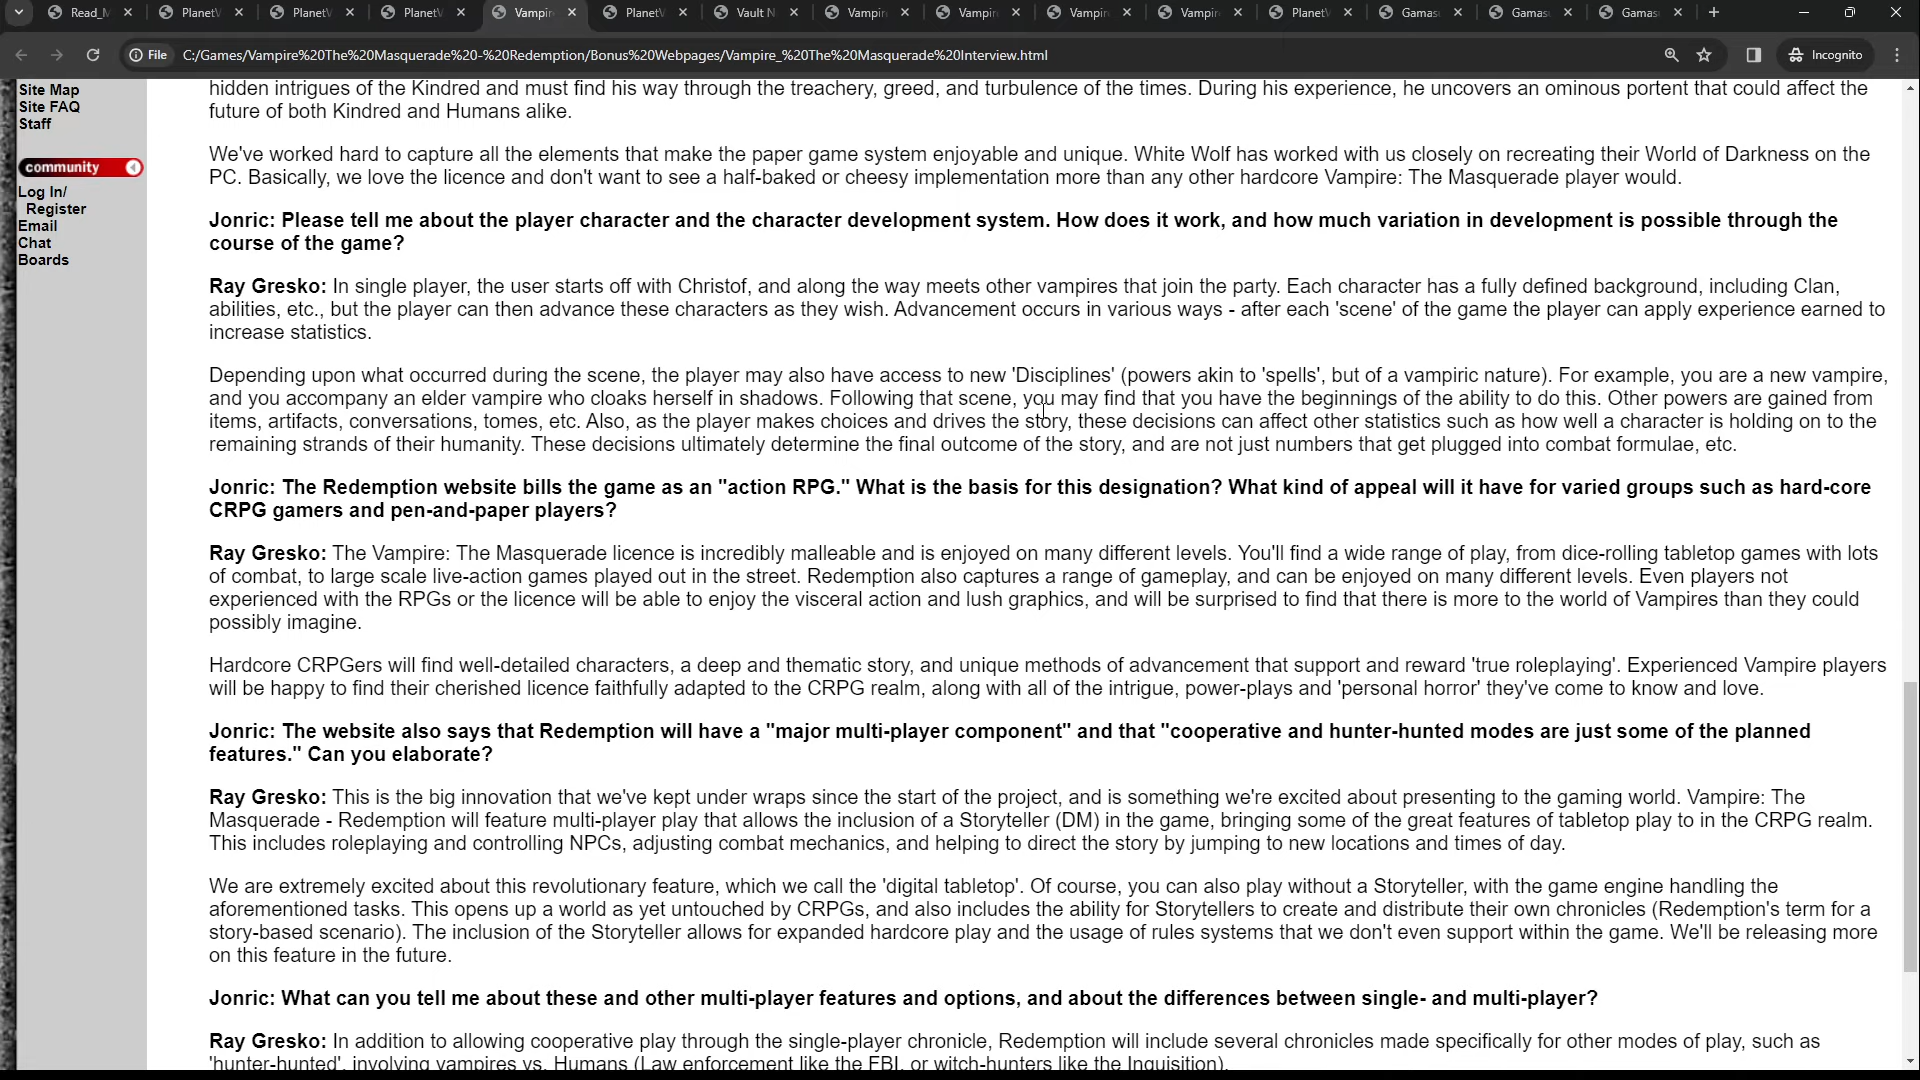 Read_M
PlanetV
PlanetV
PlanetV
Vampir
PlanetV
Vault N
Vampir
Vampir
Vampir
Vampir
PlanetV
Gamas
Gamas
Gamas
File
C:/Games/Vampire%20The%20Masquerade%20-%20Redemption/Bonus%20Webpages/Vampire_%20The%20Masquerade%20Interview.html
Incognito
Site Map
Site FAQ
Staff
community
Log In/
Register
Email
Chat
Boards
hidden intrigues of the Kindred and must find his way through the treachery, greed, and turbulence of the times. During his experience, he uncovers an ominous portent that could affect the
future of both Kindred and Humans alike.
We've worked hard to capture all the elements that make the paper game system enjoyable and unique. White Wolf has worked with us closely on recreating their World of Darkness on the
PC. Basically, we love the licence and don't want to see a half-baked or cheesy implementation more than any other hardcore Vampire: The Masquerade player would.
Jonric: Please tell me about the player character and the character development system. How does it work, and how much variation in development is possible through the
course of the game?
Ray Gresko: In single player, the user starts off with Christof, and along the way meets other vampires that join the party. Each character has a fully defined background, including Clan,
abilities, etc., but the player can then advance these characters as they wish. Advancement occurs in various ways - after each 'scene' of the game the player can apply experience earned to
increase statistics.
Depending upon what occurred during the scene, the player may also have access to new 'Disciplines' (powers akin to 'spells', but of a vampiric nature). For example, you are a new vampire,
and you accompany an elder vampire who cloaks herself in shadows. Following that scene, you may find that you have the beginnings of the ability to do this. Other powers are gained from
items, artifacts, conversations, tomes, etc. Also, as the player makes choices and drives the story, these decisions can affect other statistics such as how well a character is holding on to the
remaining strands of their humanity. These decisions ultimately determine the final outcome of the story, and are not just numbers that get plugged into combat formulae, etc.
Jonric: The Redemption website bills the game as an "action RPG." What is the basis for this designation? What kind of appeal will it have for varied groups such as hard-core
CRPG gamers and pen-and-paper players?
Ray Gresko: The Vampire: The Masquerade licence is incredibly malleable and is enjoyed on many different levels. You'll find a wide range of play, from dice-rolling tabletop games with lots
of combat, to large scale live-action games played out in the street. Redemption also captures a range of gameplay, and can be enjoyed on many different levels. Even players not
experienced with the RPGs or the licence will be able to enjoy the visceral action and lush graphics, and will be surprised to find that there is more to the world of Vampires than they could
possibly imagine.
Hardcore CRPGers will find well-detailed characters, a deep and thematic story, and unique methods of advancement that support and reward 'true roleplaying'. Experienced Vampire players
will be happy to find their cherished licence faithfully adapted to the CRPG realm, along with all of the intrigue, power-plays and 'personal horror' they've come to know and love.
Jonric: The website also says that Redemption will have a "major multi-player component" and that "cooperative and hunter-hunted modes are just some of the planned
features." Can you elaborate?
Ray Gresko: This is the big innovation that we've kept under wraps since the start of the project, and is something we're excited about presenting to the gaming world. Vampire: The
Masquerade - Redemption will feature multi-player play that allows the inclusion of a Storyteller (DM) in the game, bringing some of the great features of tabletop play to in the CRPG realm.
This includes roleplaying and controlling NPCs, adjusting combat mechanics, and helping to direct the story by jumping to new locations and times of day.
We are extremely excited about this revolutionary feature, which we call the 'digital tabletop'. Of course, you can also play without a Storyteller, with the game engine handling the
aforementioned tasks. This opens up a world as yet untouched by CRPGs, and also includes the ability for Storytellers to create and distribute their own chronicles (Redemption's term for a
story-based scenario). The inclusion of the Storyteller allows for expanded hardcore play and the usage of rules systems that we don't even support within the game. We'll be releasing more
on this feature in the future.
Jonric: What can you tell me about these and other multi-player features and options, and about the differences between single- and multi-player?
Ray Gresko: In addition to allowing cooperative play through the single-player chronicle, Redemption will include several chronicles made specifically for other modes of play, such as
'hunter-hunted', involving vampires vs. Humans (Law enforcement like the FBI, or witch-hunters like the Inquisition).